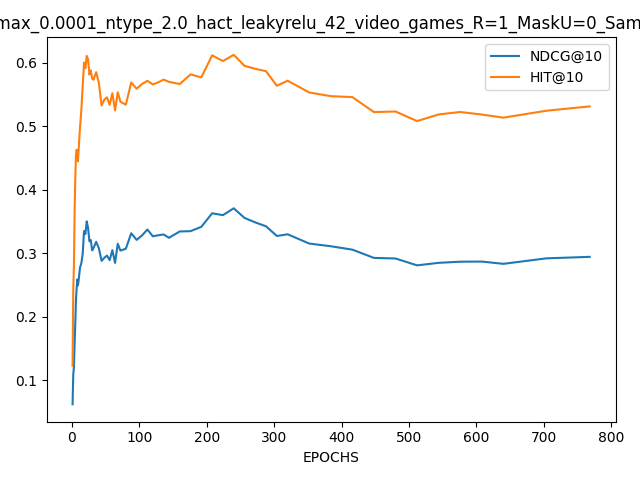 max_0.0001_ntype_2.0_hact_leakyrelu_42_video_games_R=1_MaskU=0_Sam
NDCG@10
HIT@10
0.6
0.5
0.4
0.3
0.2
0.1
0 100 200 300 400 500 600 700 800
EPOCHS